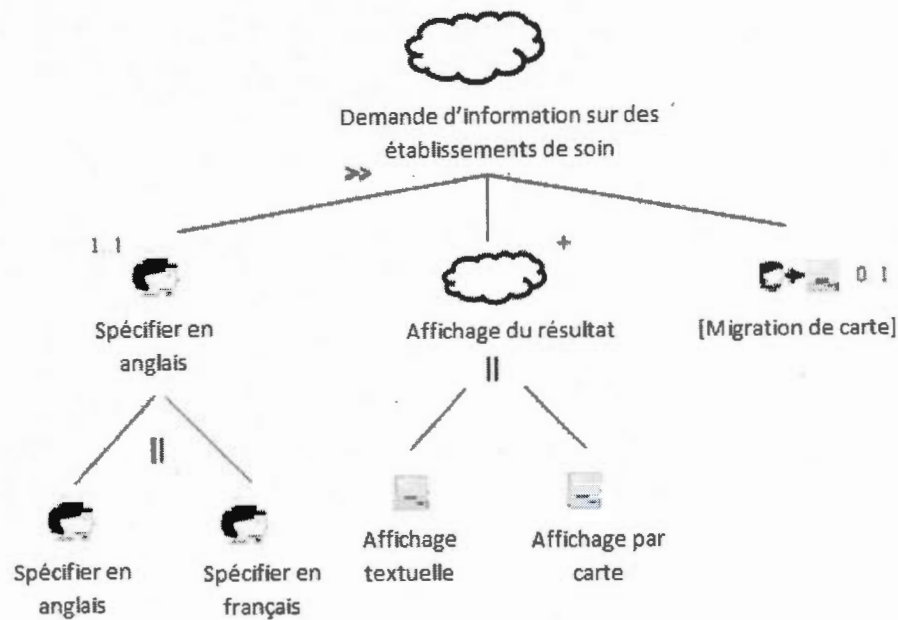 Demande d'information sur des
établissements de soin
>>
1 1
+
0 1
Spécifier en
anglais
Affichage du résultat
[Migration de carte]
||
||
Spécifier en
anglais
Spécifier en
français
Affichage
textuelle
Affichage par
carte